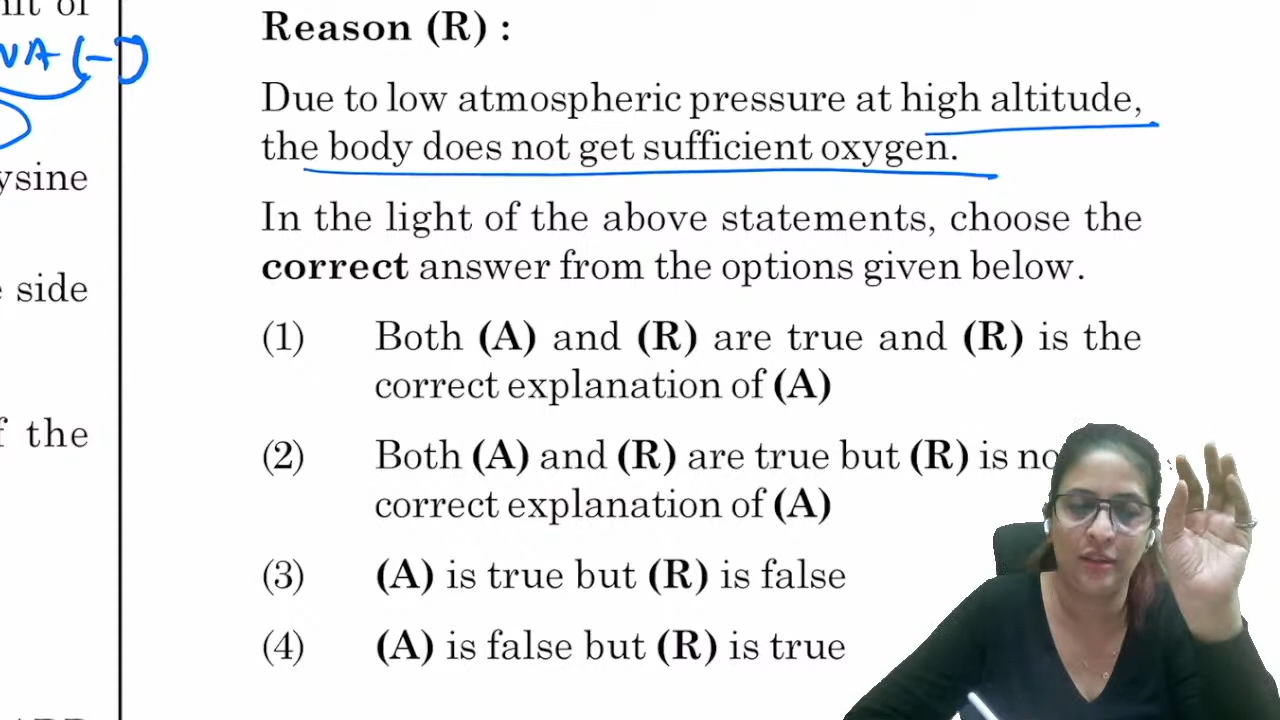 Reason (R) :
Due to low atmospheric pressure at high altitude,
the body does not get sufficient oxygen.
In the light of the above statements, choose the
correct answer from the options given below.
(1) Both (A) and (R) are true and (R) is the
correct explanation of (A)
(2) Both (A) and (R) are true but (R) is
correct explanation of (A)
(3) (A) is true but (R) is false
(4) (A) is false but (R) is true
of
side
the